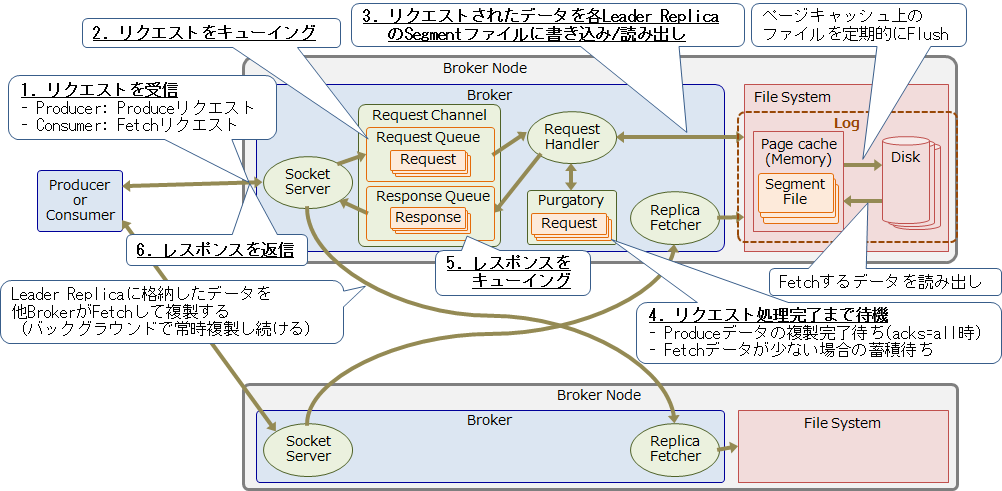 2. リクエストをキューイング
3. リクエストされたデータを各Leader Replica
のSegmentファイルに書き込み/読み出し
ページキャッシュ上の
ファイルを定期的にFlush
1. リクエストを受信
- Producer: Produceリクエスト
- Consumer: Fetchリクエスト
Broker Node
Broker
Request Channel
Request Queue
Request
Response Queue
Response
Socket
Server
Request
Handler
Purgatory
Request
Replica
Fetcher
File System
Log
Page cache
(Memory)
Segment
File
Disk
Producer
or
Consumer
6. レスポンスを返信
5. レスポンスを
キューイング
Fetchするデータを読み出し
Leader Replicaに格納したデータを
他BrokerがFetchして複製する
(バックグラウンドで常時複製し続ける)
4. リクエスト処理完了まで待機
- Produceデータの複製完了待ち(acks=all時)
- Fetchデータが少ない場合の蓄積待ち
Broker Node
Broker
Socket
Server
Replica
Fetcher
File System